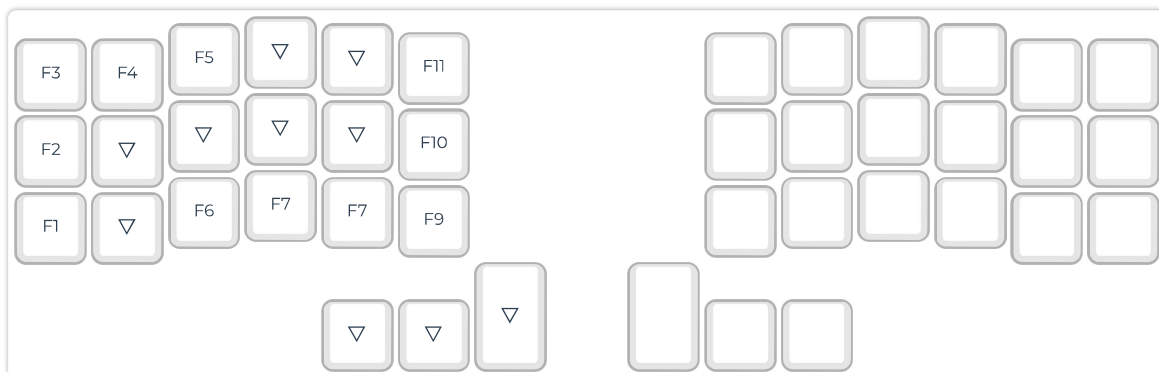 F3 F4 F5 ▽ ▽ F11
F2 ▽ ▽ ▽ ▽ F10
F1 ▽ F6 F7 F7 F9
▽ ▽ ▽